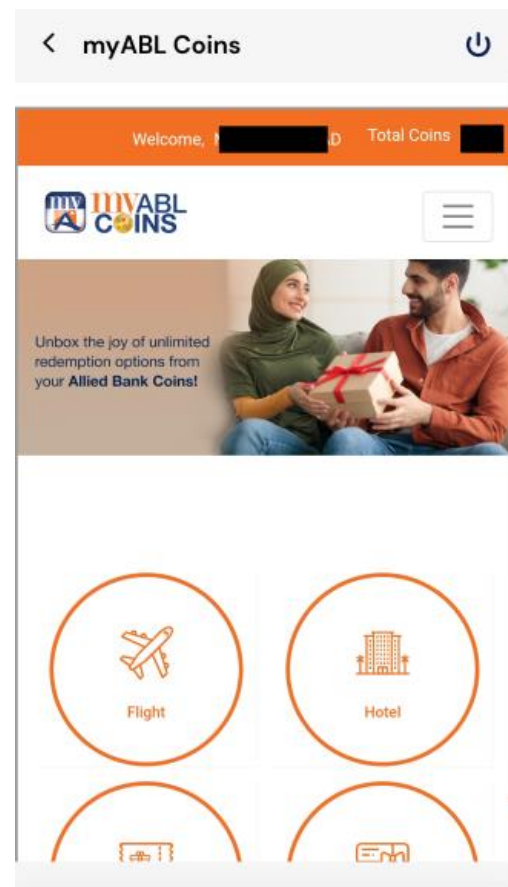 myABL Coins
Welcome, Total Coins
myABL
COINS
Unbox the joy of unlimited
redemption options from
your Allied Bank Coins!
Flight
Hotel